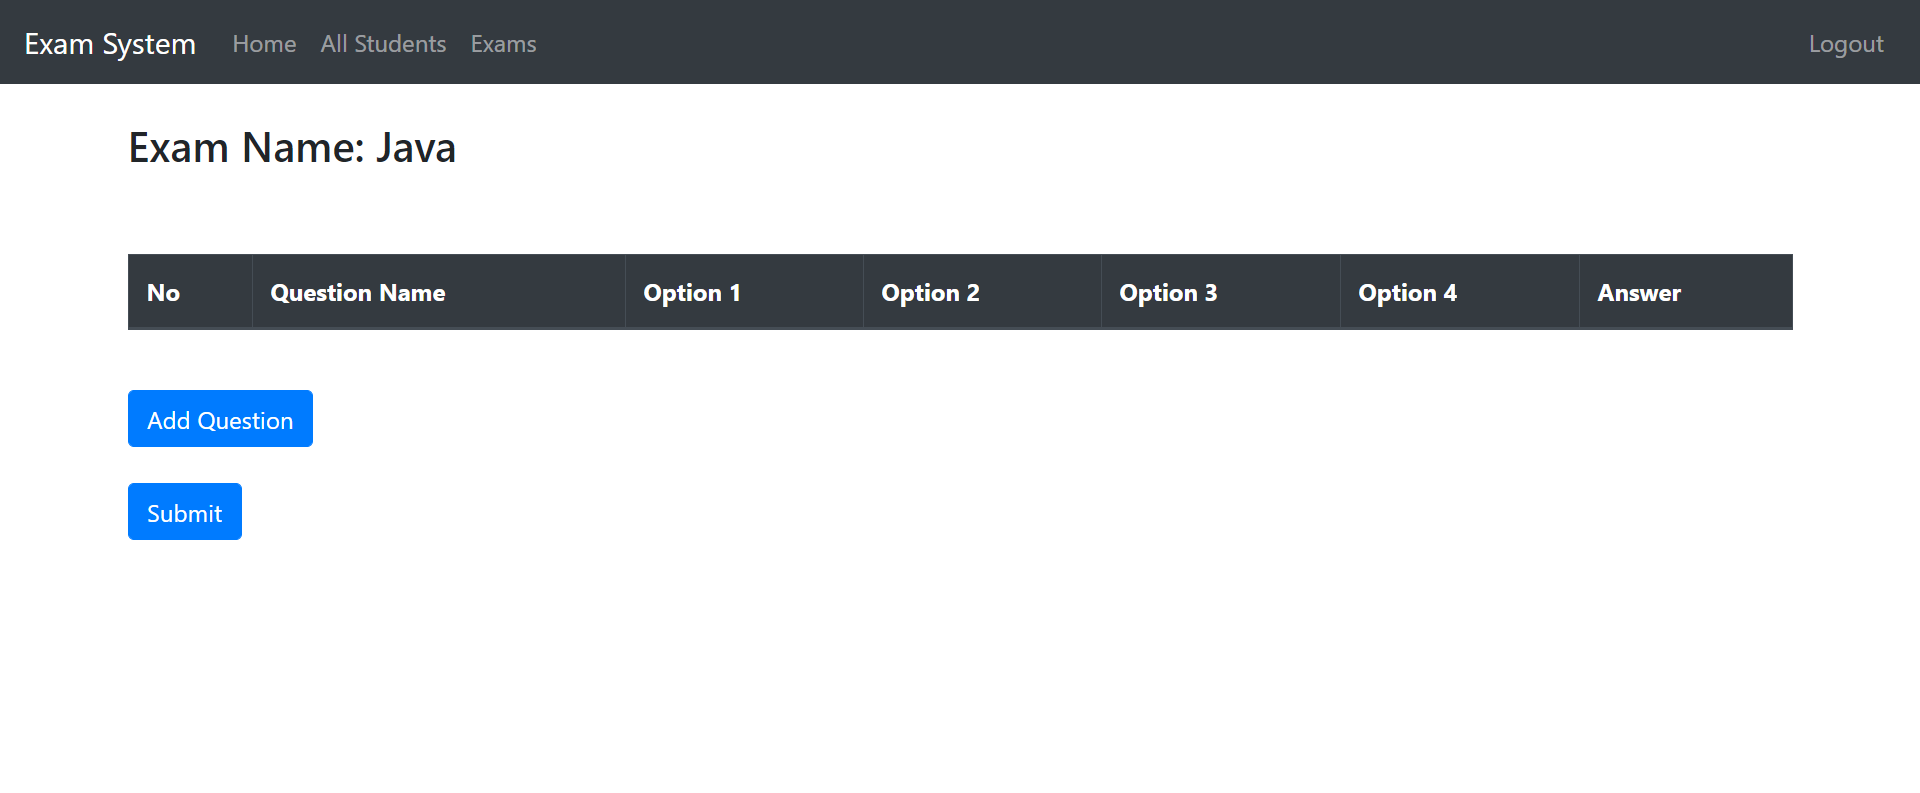 Exam System Home All Students Exams Logout
Exam Name: Java
No Question Name Option 1 Option 2 Option 3 Option 4 Answer
Add Question
Submit